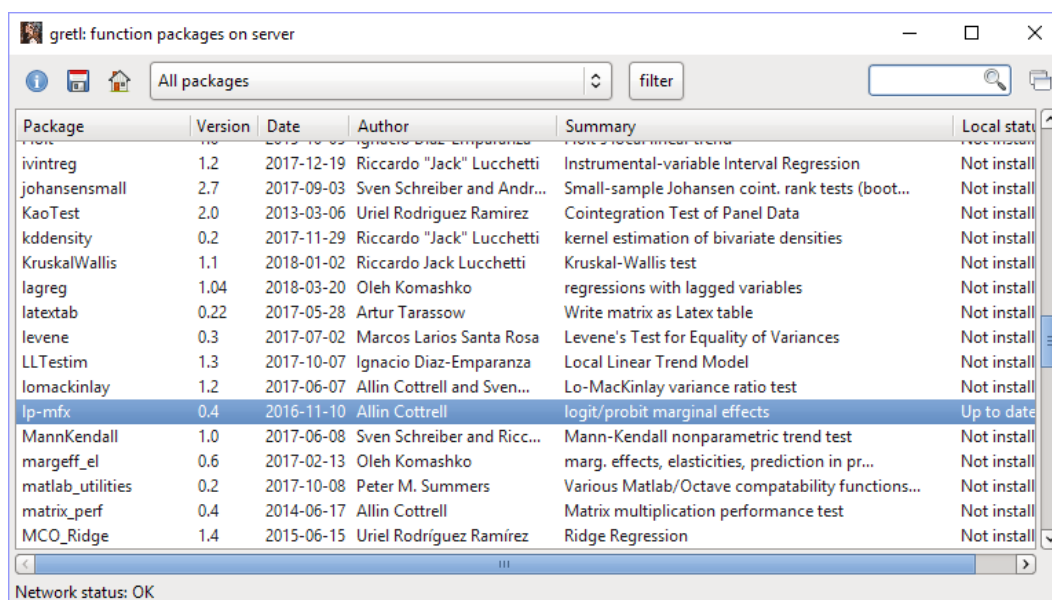 gretl: function packages on server
All packages filter
Package Version Date Author Summary Local statu
ivintreg 1.2 2017-12-19 Riccardo "Jack" Lucchetti Instrumental-variable Interval Regression Not install
johansensmall 2.7 2017-09-03 Sven Schreiber and Andr... Small-sample Johansen coint. rank tests (boot... Not install
KaoTest 2.0 2013-03-06 Uriel Rodriguez Ramirez Cointegration Test of Panel Data Not install
kddensity 0.2 2017-11-29 Riccardo "Jack" Lucchetti kernel estimation of bivariate densities Not install
KruskalWallis 1.1 2018-01-02 Riccardo Jack Lucchetti Kruskal-Wallis test Not install
lagreg 1.04 2018-03-20 Oleh Komashko regressions with lagged variables Not install
latextab 0.22 2017-05-28 Artur Tarassow Write matrix as Latex table Not install
levene 0.3 2017-07-02 Marcos Larios Santa Rosa Levene's Test for Equality of Variances Not install
LLTestim 1.3 2017-10-07 Ignacio Diaz-Emparanza Local Linear Trend Model Not install
lomackinlay 1.2 2017-06-07 Allin Cottrell and Sven... Lo-MacKinlay variance ratio test Not install
lp-mfx 0.4 2016-11-10 Allin Cottrell logit/probit marginal effects Up to date
MannKendall 1.0 2017-06-08 Sven Schreiber and Ricc... Mann-Kendall nonparametric trend test Not install
margeff_el 0.6 2017-02-13 Oleh Komashko marg. effects, elasticities, prediction in pr... Not install
matlab_utilities 0.2 2017-10-08 Peter M. Summers Various Matlab/Octave compatability functions... Not install
matrix_perf 0.4 2014-06-17 Allin Cottrell Matrix multiplication performance test Not install
MCO_Ridge 1.4 2015-06-15 Uriel Rodríguez Ramírez Ridge Regression Not install
Network status: OK